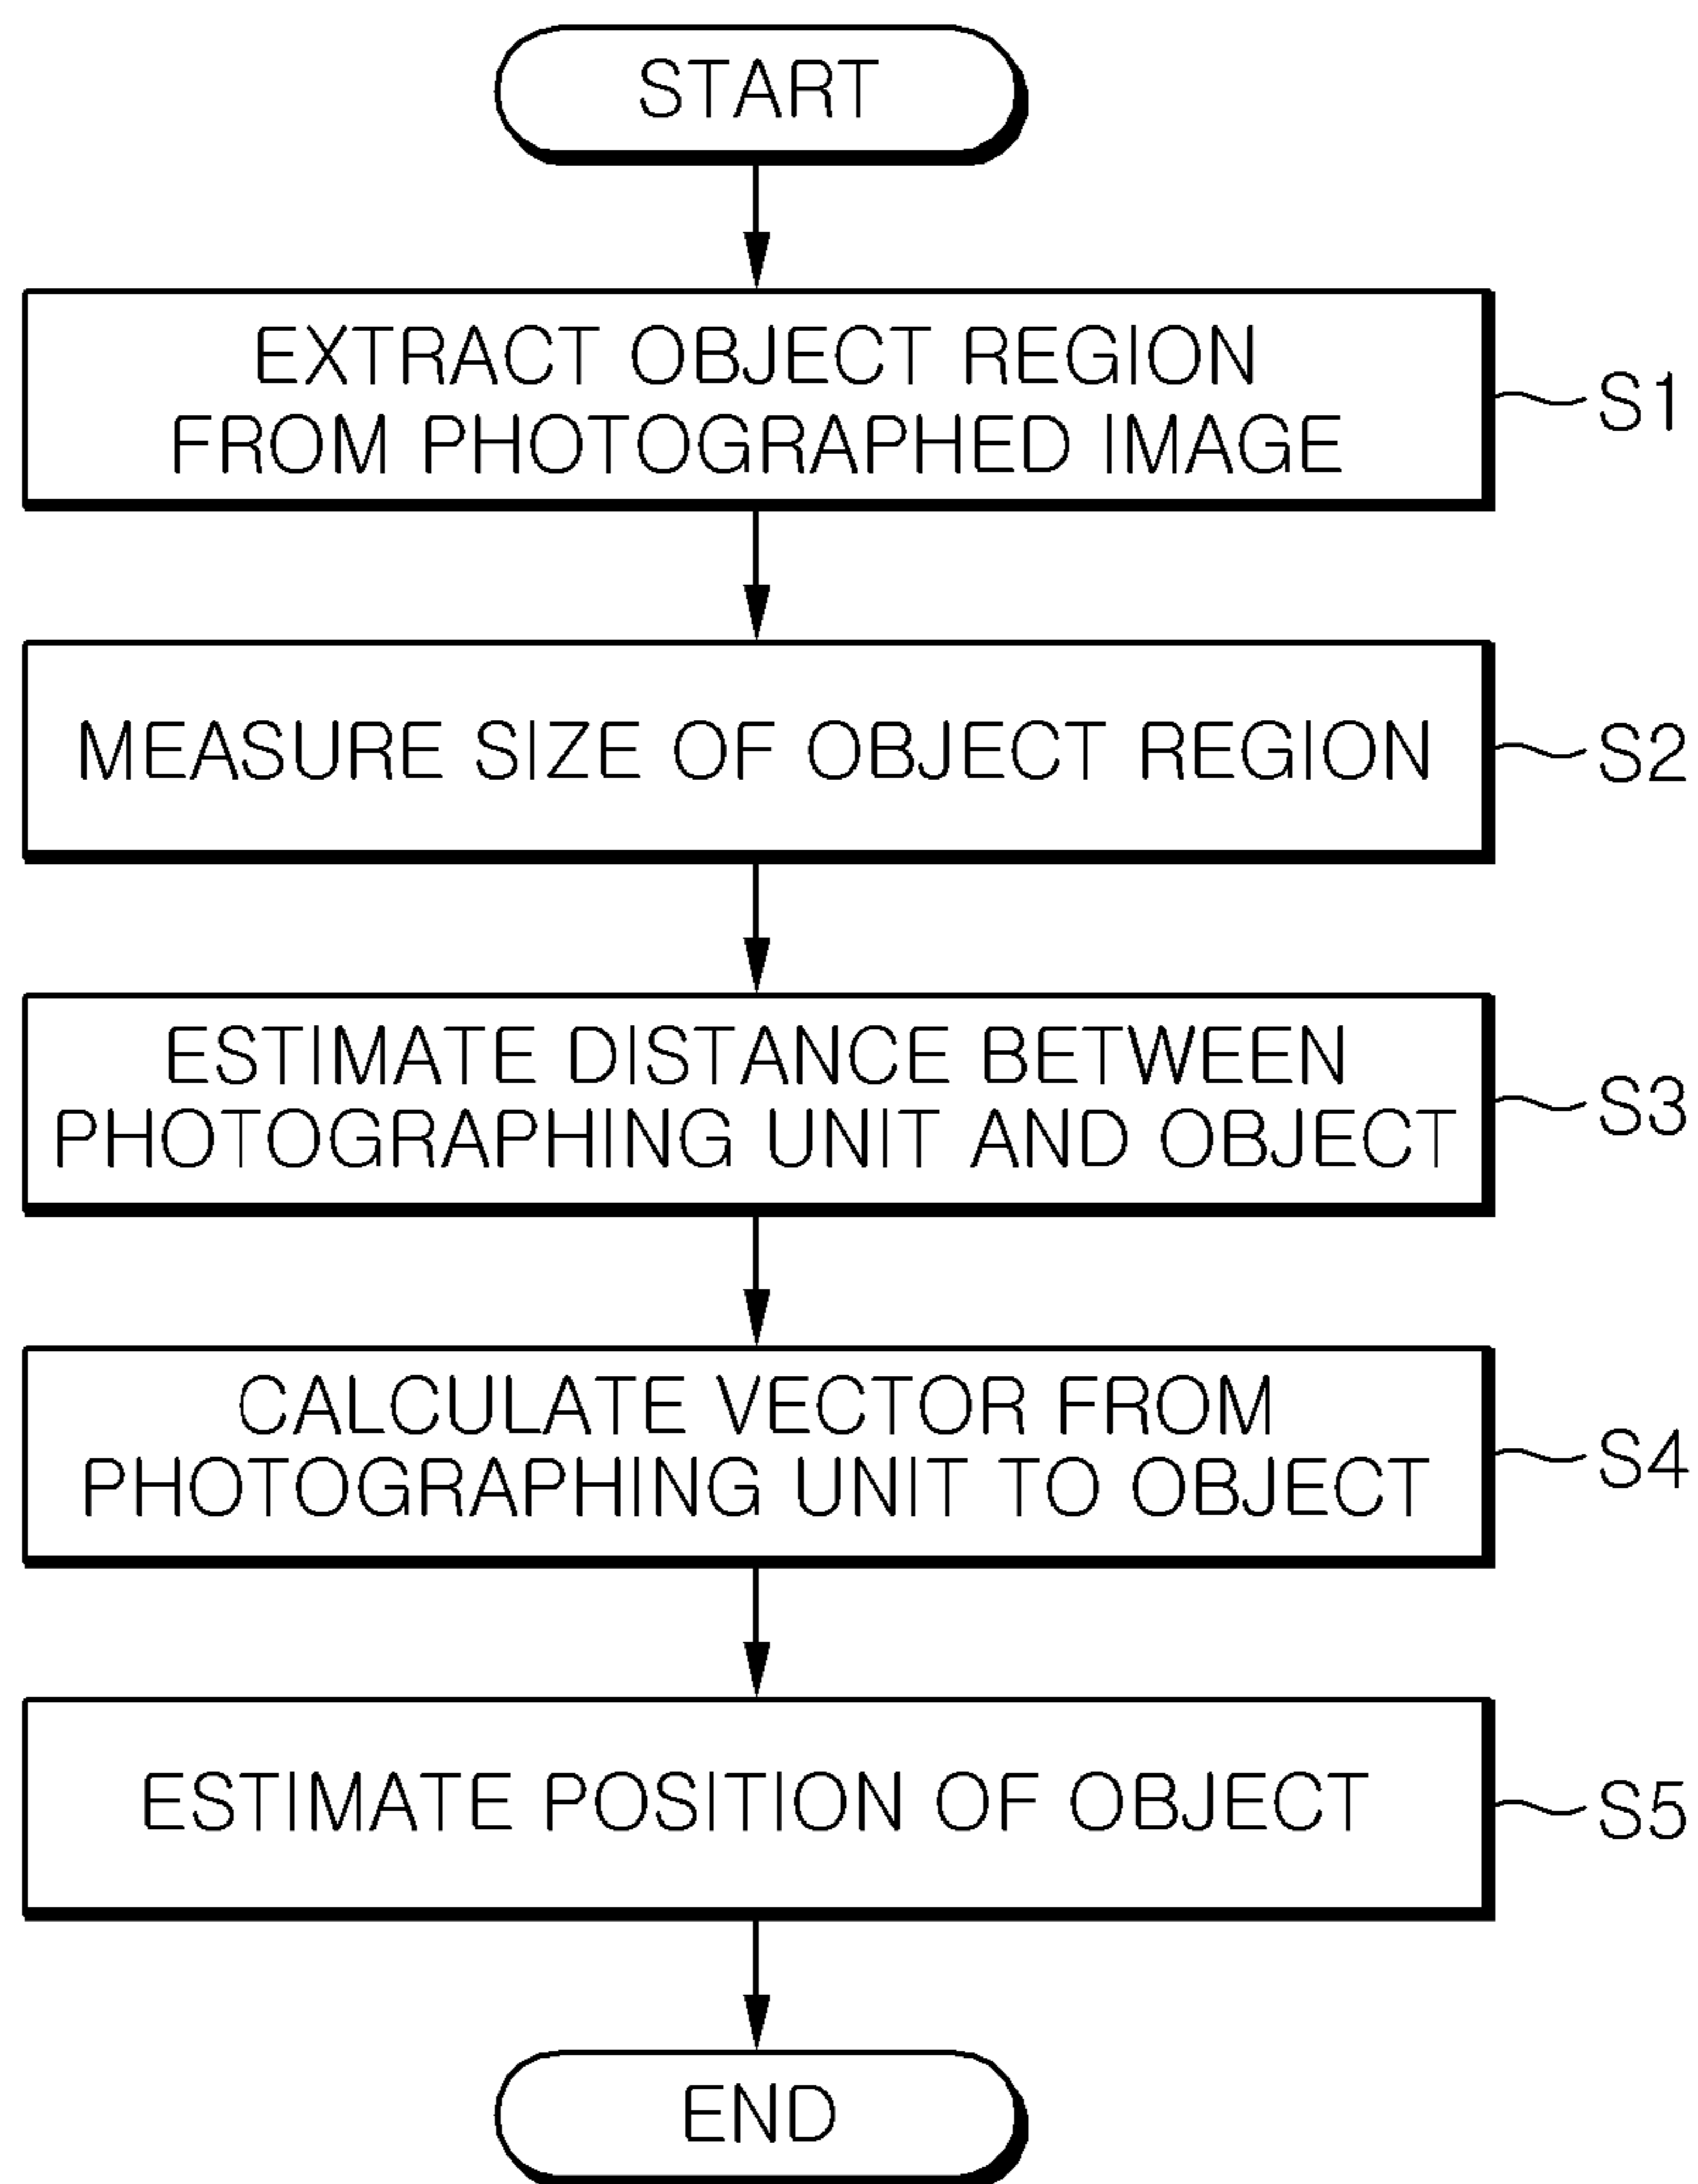 START
EXTRACT OBJECT REGION
FROM PHOTOGRAPHED IMAGE
S1
MEASURE SIZE OF OBJECT REGION
S2
ESTIMATE DISTANCE BETWEEN
PHOTOGRAPHING UNIT AND OBJECT
S3
CALCULATE VECTOR FROM
PHOTOGRAPHING UNIT TO OBJECT
S4
ESTIMATE POSITION OF OBJECT
S5
END